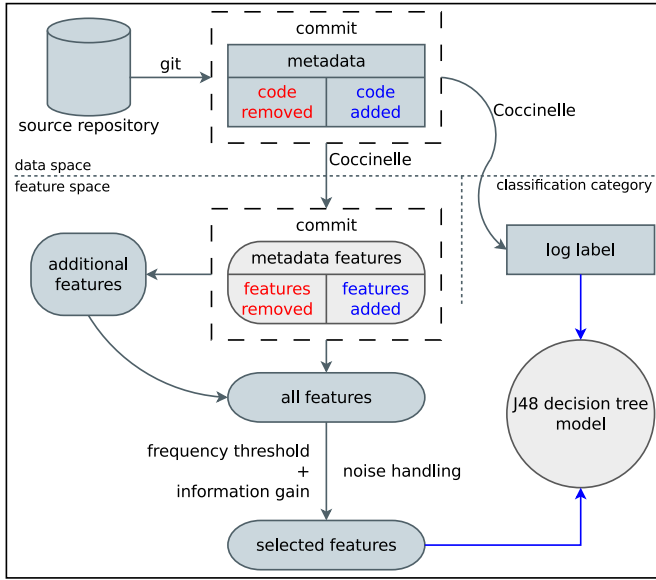 commit
git
metadata
code
removed
code
added
source repository
Coccinelle
Coccinelle
data space
feature space
classification category
commit
additional
features
metadata features
features
removed
features
added
log label
all features
J48 decision tree
model
frequency threshold
+
information gain
noise handling
selected features